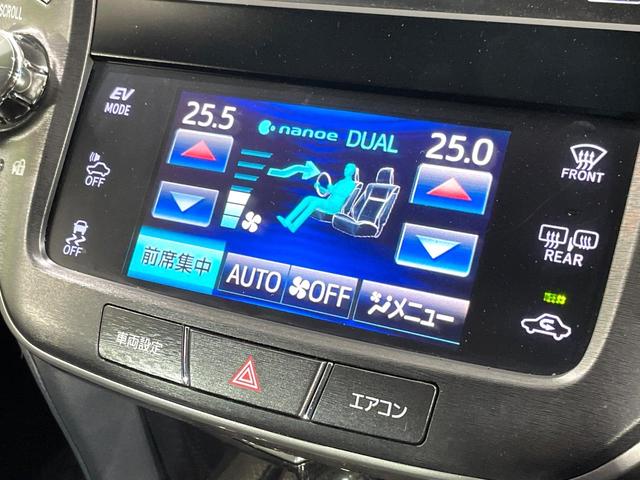 SCROLL
EV
MODE
OFF
OFF
25.5
nanoe DUAL
25.0
前席集中
AUTO
OFF
メニュー
FRONT
REAR
車両設定
エアコン